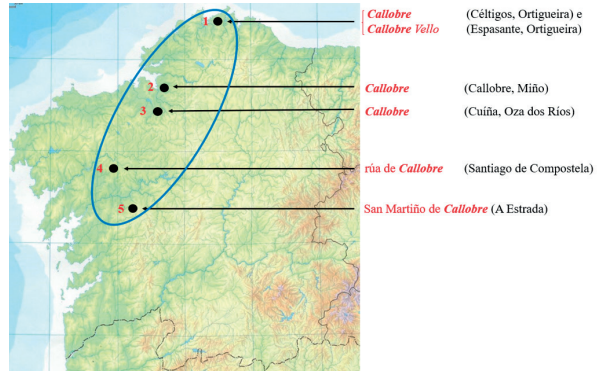 1 Callobre (Céltigos, Ortigueira) e
Callobre Vello (Espasante, Ortigueira)
2 Callobre (Callobre, Miño)
3 Callobre (Cuíña, Oza dos Ríos)
4 rúa de Callobre (Santiago de Compostela)
5 San Martiño de Callobre (A Estrada)